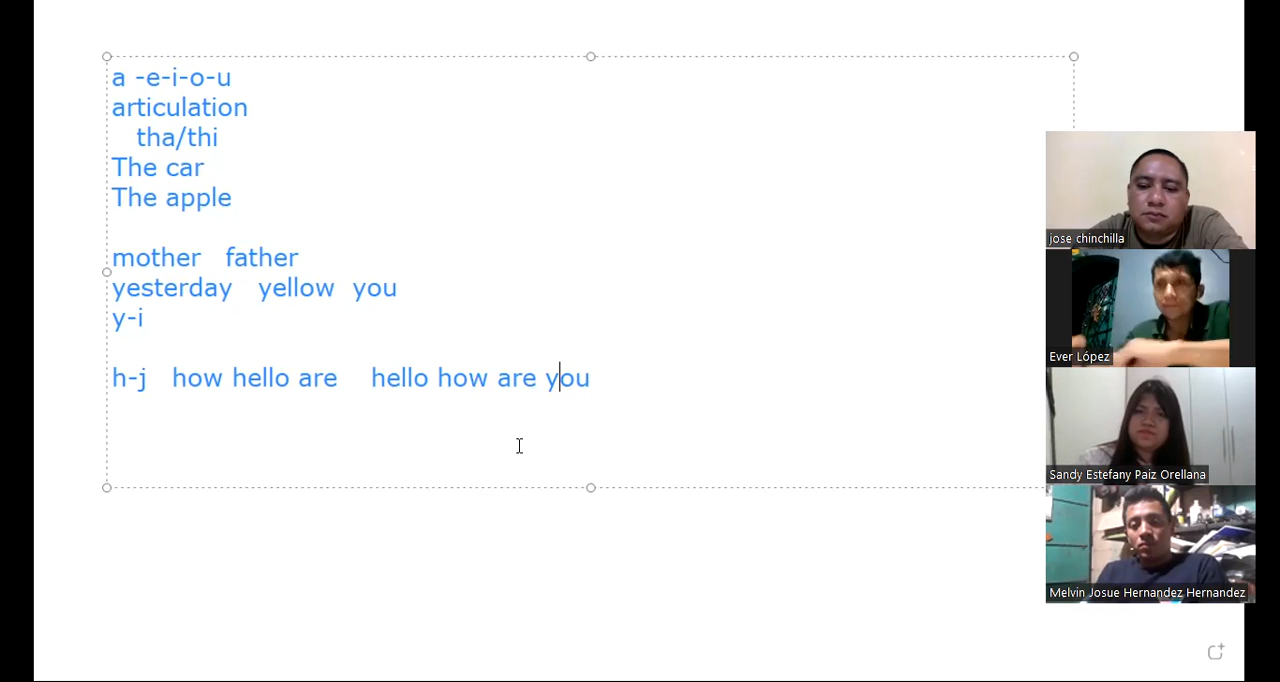 a -e-i-o-u
articulation
tha/thi
The car
The apple
mother father
yesterday yellow you
y-i
h-j how hello are hello how are you
jose chinchilla
Ever López
Sandy Estefany Paiz Orellana
Melvin Josue Hernandez Hernandez